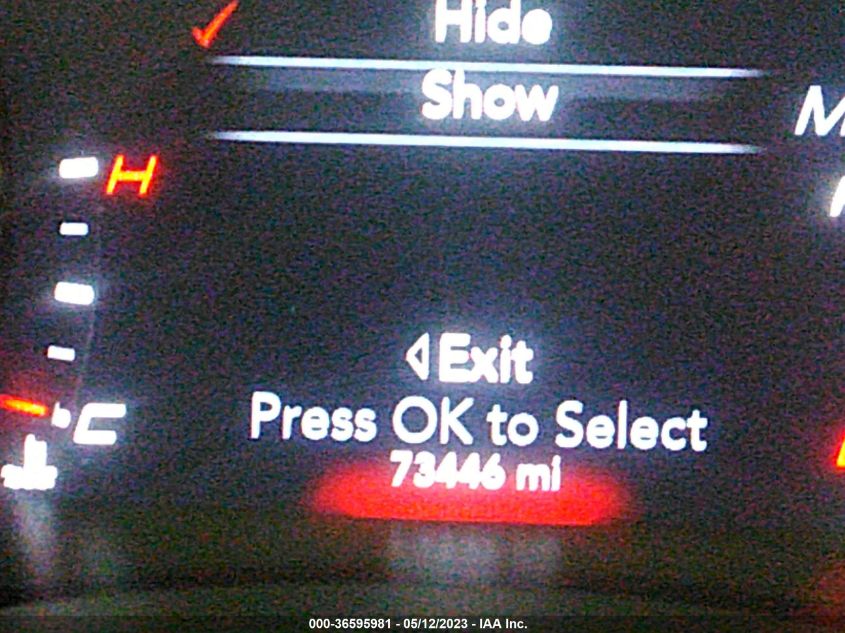 Hide
Show
H
◁Exit
C
Press OK to Select
73446 mi
000-36595981 - 05/12/2023 - IAA Inc.